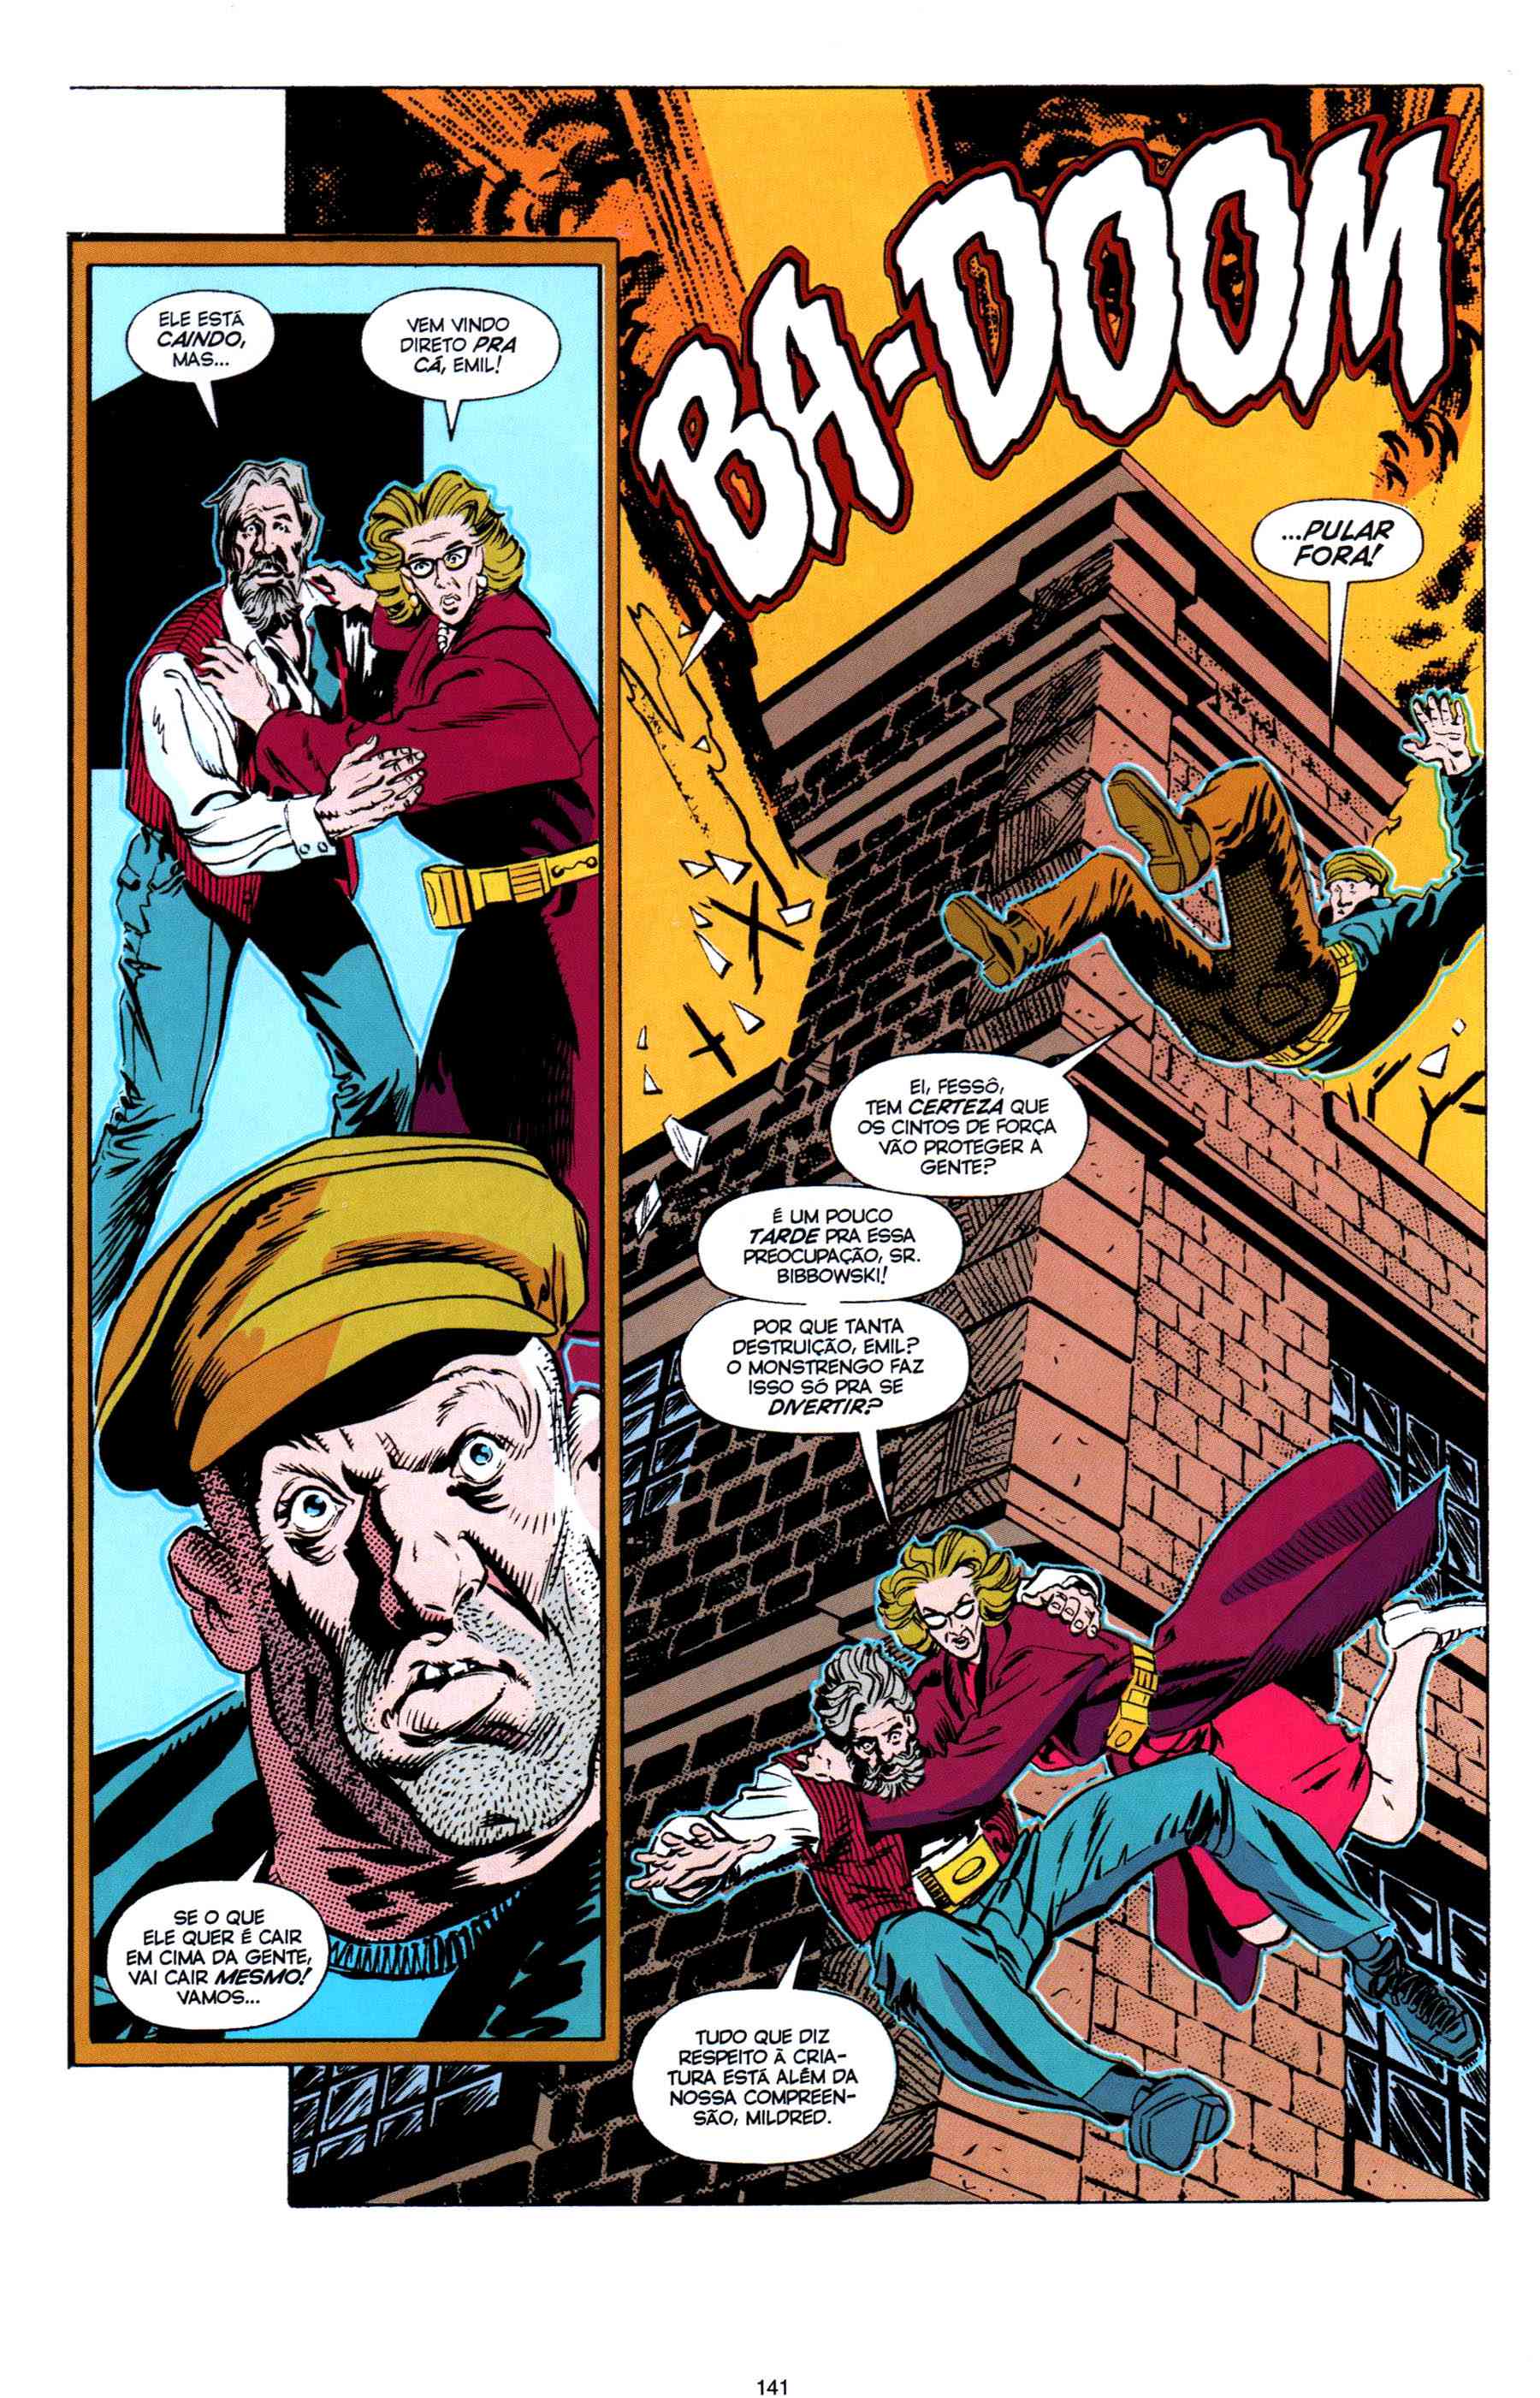 ELE ESTÁ
CAINDO,
MAS...
VEM VINDO
DIRETO PRA
CÁ, EMIL!
SE O QUE
ELE QUER É CAIR
EM CIMA DA GENTE,
VAI CAIR MESMO!
VAMOS...
BA-DOOM
...PULAR
FORA!
EI, FESSÔ,
TEM CERTEZA QUE
OS CINTOS DE FORÇA
VÃO PROTEGER A
GENTE?
É UM POUCO
TARDE PRA ESSA
PREOCUPAÇÃO, SR.
BIBBOWSKI!
POR QUE TANTA
DESTRUIÇÃO, EMIL?
O MONSTRENGO FAZ
ISSO SÓ PRA SE
DIVERTIR?
TUDO QUE DIZ
RESPEITO À CRIA-
TURA ESTÁ ALÉM DA
NOSSA COMPREEN-
SÃO, MILDRED.
141